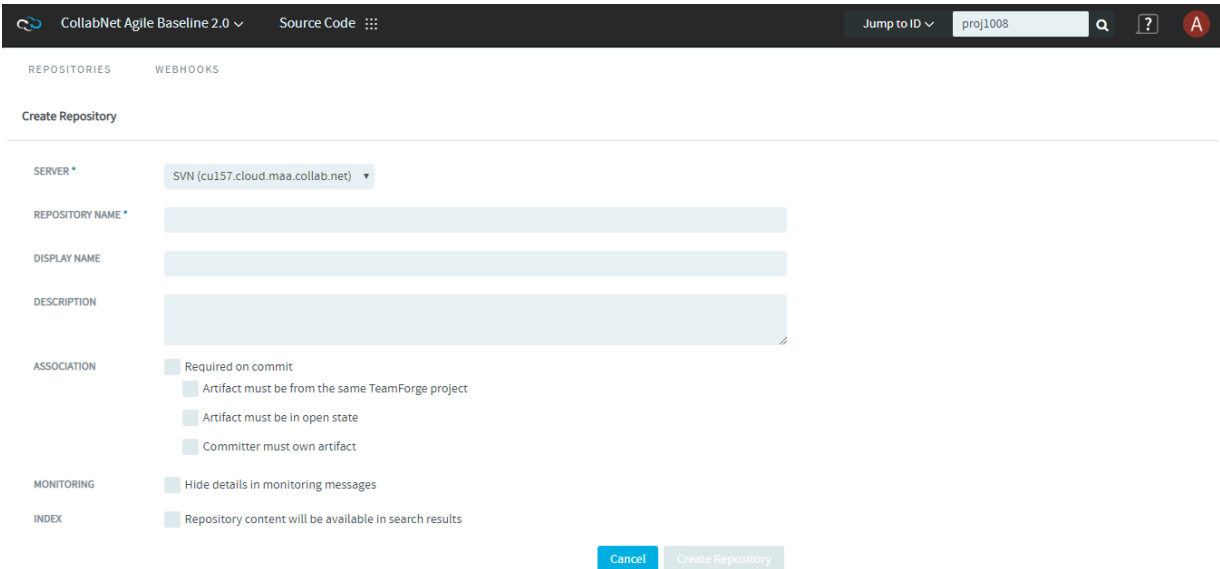 CollabNet Agile Baseline 2.0 Source Code Jump to ID proj1008 ? A
REPOSITORIES WEBHOOKS
Create Repository
SERVER * SVN (cu157.cloud.maa.collab.net)
REPOSITORY NAME *
DISPLAY NAME
DESCRIPTION
ASSOCIATION Required on commit
Artifact must be from the same TeamForge project
Artifact must be in open state
Committer must own artifact
MONITORING Hide details in monitoring messages
INDEX Repository content will be available in search results
Cancel Create Repository